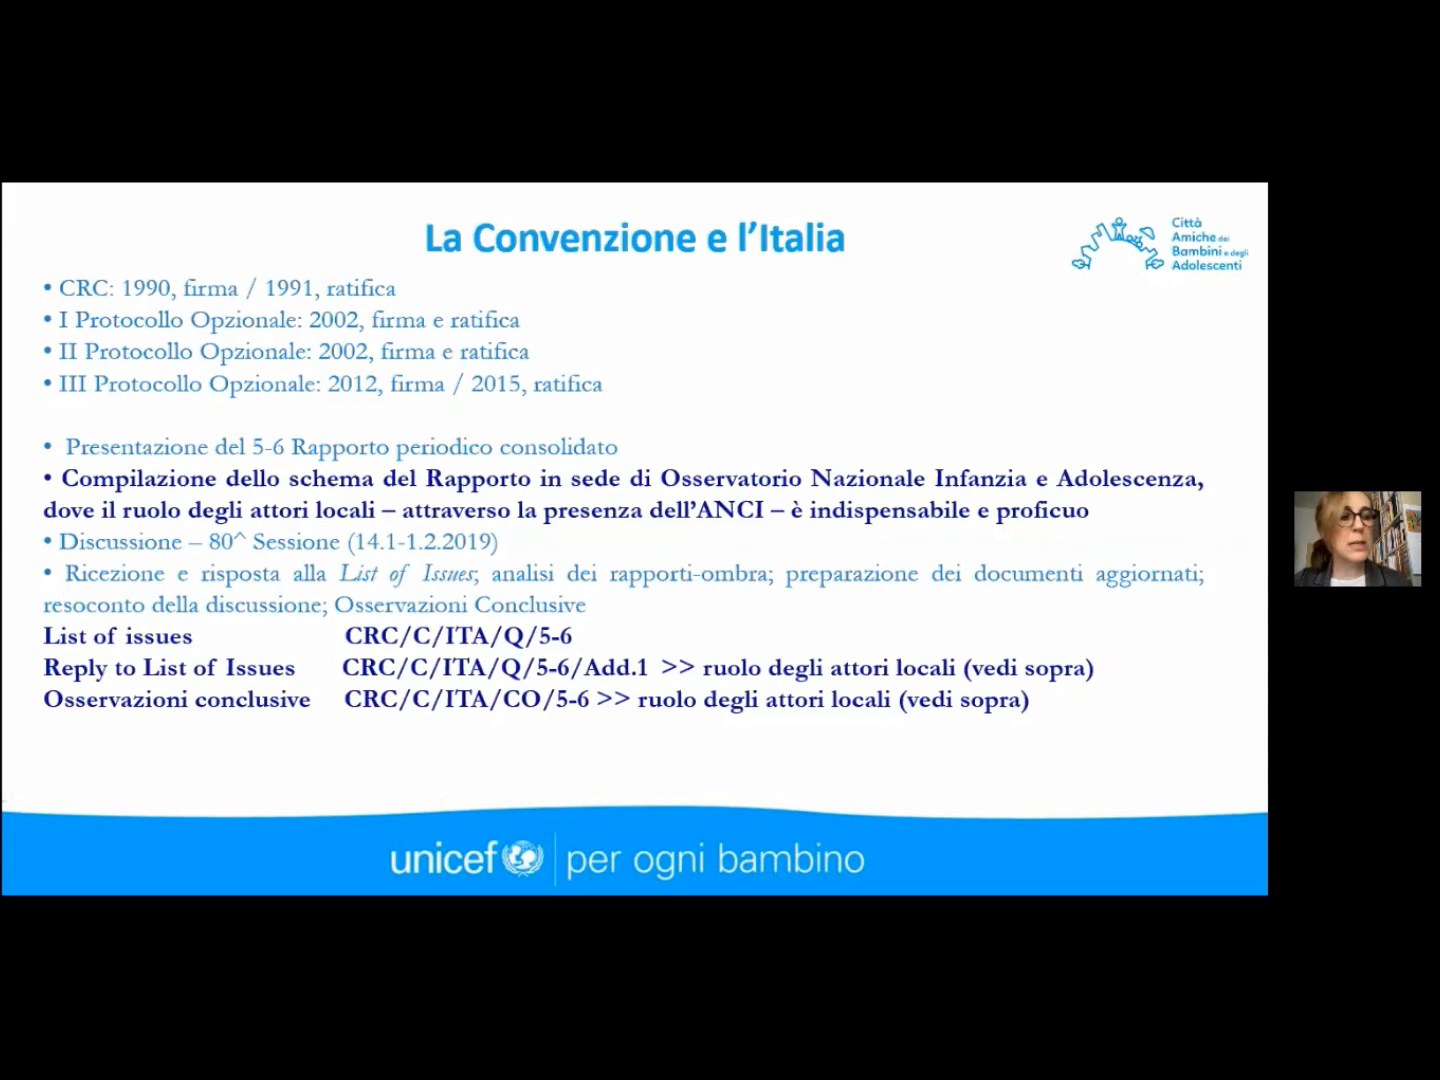 La Convenzione e l'Italia
Città
Amiche dei
Bambini e degli
Adolescenti
• CRC: 1990, firma / 1991, ratifica
• I Protocollo Opzionale: 2002, firma e ratifica
• II Protocollo Opzionale: 2002, firma e ratifica
• III Protocollo Opzionale: 2012, firma / 2015, ratifica
• Presentazione del 5-6 Rapporto periodico consolidato
• Compilazione dello schema del Rapporto in sede di Osservatorio Nazionale Infanzia e Adolescenza,
dove il ruolo degli attori locali – attraverso la presenza dell'ANCI – è indispensabile e proficuo
• Discussione – 80^ Sessione (14.1-1.2.2019)
• Ricezione e risposta alla List of Issues; analisi dei rapporti-ombra; preparazione dei documenti aggiornati;
resoconto della discussione; Osservazioni Conclusive
List of issues CRC/C/ITA/Q/5-6
Reply to List of Issues CRC/C/ITA/Q/5-6/Add.1 >> ruolo degli attori locali (vedi sopra)
Osservazioni conclusive CRC/C/ITA/CO/5-6 >> ruolo degli attori locali (vedi sopra)
unicef | per ogni bambino